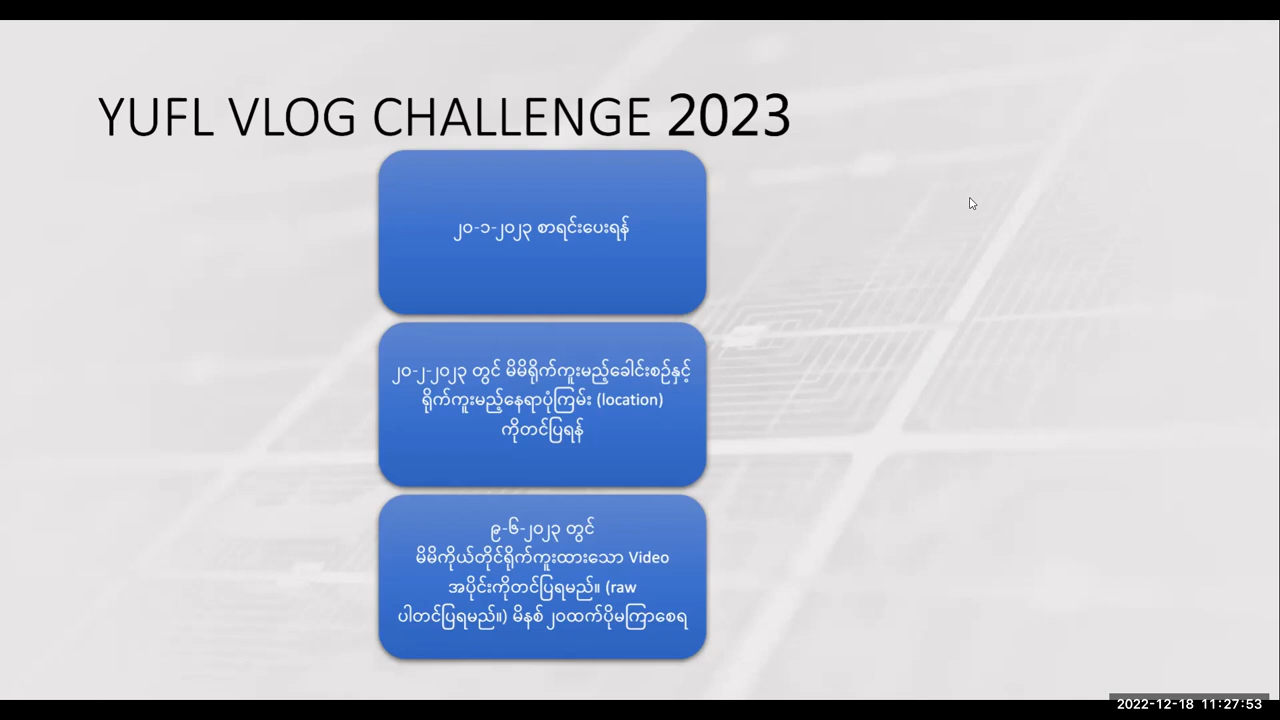 YUFL VLOG CHALLENGE 2023
၂၀-၁-၂၀၂၃ စာရင်းပေးရန်
၂၀-၂-၂၀၂၃ တွင် မိမိရိုက်ကူးမည့်ခေါင်းစဉ်နှင့်
ရိုက်ကူးမည့်နေရာပုံကြမ်း (location)
ကိုတင်ပြရန်
၉-၆-၂၀၂၃ တွင်
မိမိကိုယ်တိုင်ရိုက်ကူးထားသော Video
အပိုင်းကိုတင်ပြရမည်။ (raw
ပါတင်ပြရမည်။) မိနစ်၂၀ထက်ပိုမကြာစေရ
2022-12-18 11:27:53